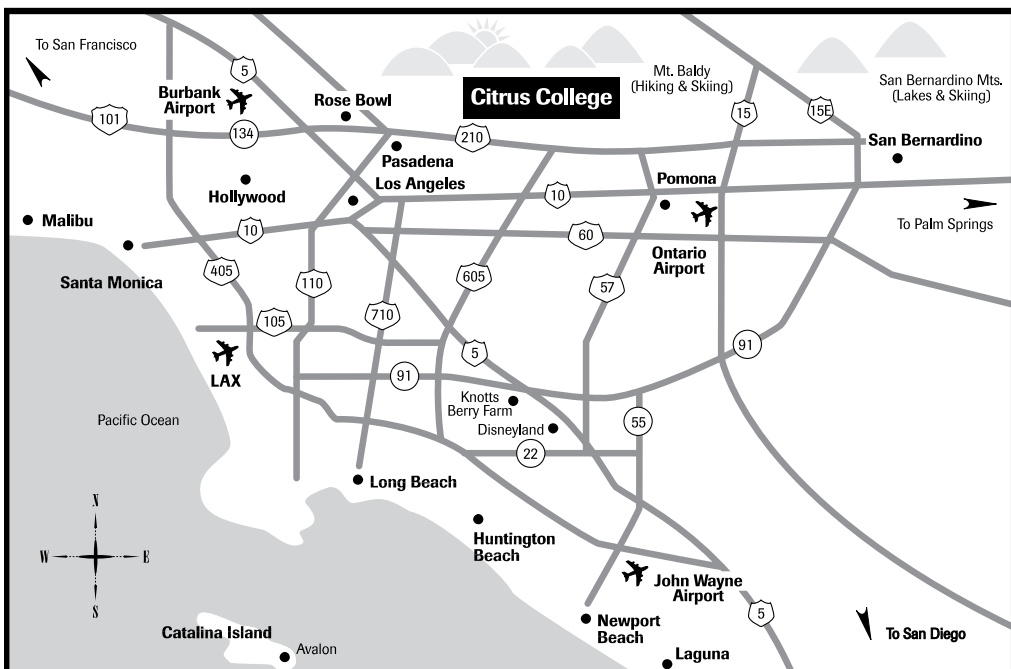 To San Francisco
5
Burbank
Airport
101
134
Rose Bowl
Citrus College
210
Mt. Baldy
(Hiking & Skiing)
15
15E
San Bernardino Mts.
(Lakes & Skiing)
San Bernardino
Pasadena
Hollywood
Los Angeles
10
Pomona
Malibu
10
60
Ontario
Airport
To Palm Springs
Santa Monica
405
110
605
57
105
710
LAX
5
91
91
Knotts
Berry Farm
Disneyland
55
Pacific Ocean
22
Long Beach
Huntington
Beach
N
W
E
S
John Wayne
Airport
5
Newport
Beach
To San Diego
Catalina Island
Avalon
Laguna